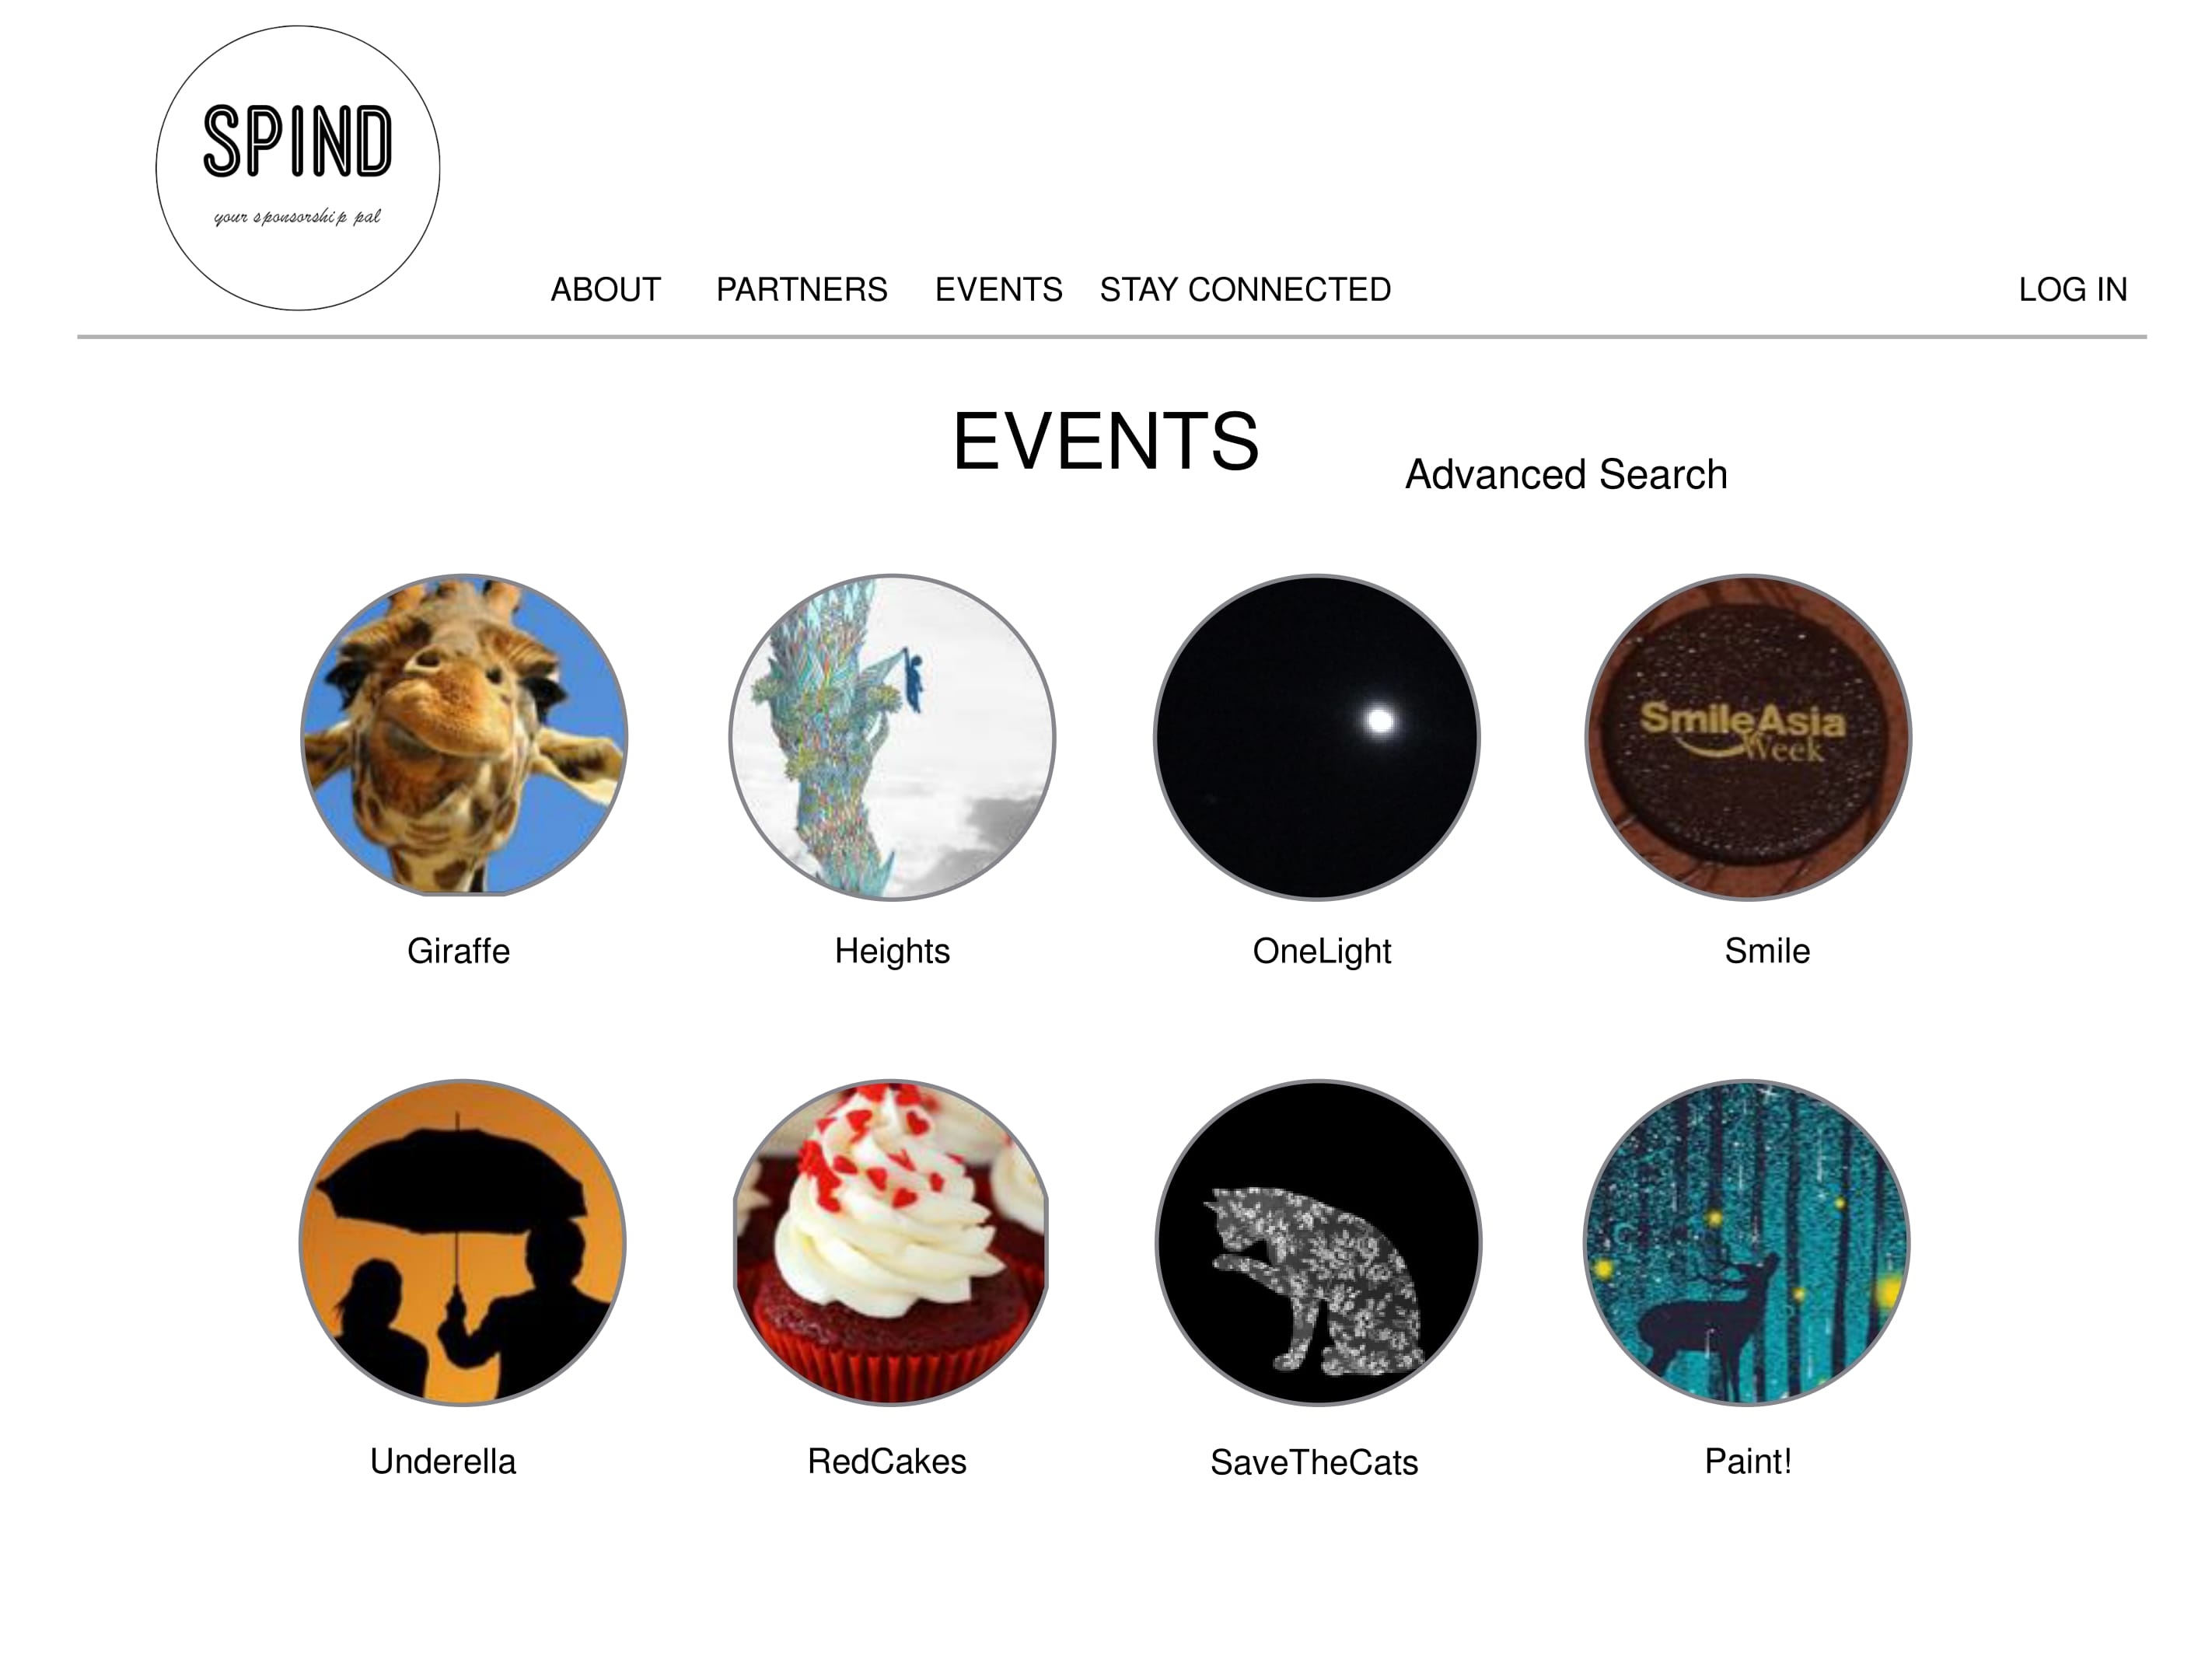 SPIND
your sponsorship pal
ABOUT PARTNERS EVENTS STAY CONNECTED LOG IN
EVENTS
Advanced Search
SmileAsia
Week
Giraffe Heights OneLight Smile
Underella RedCakes SaveTheCats Paint!